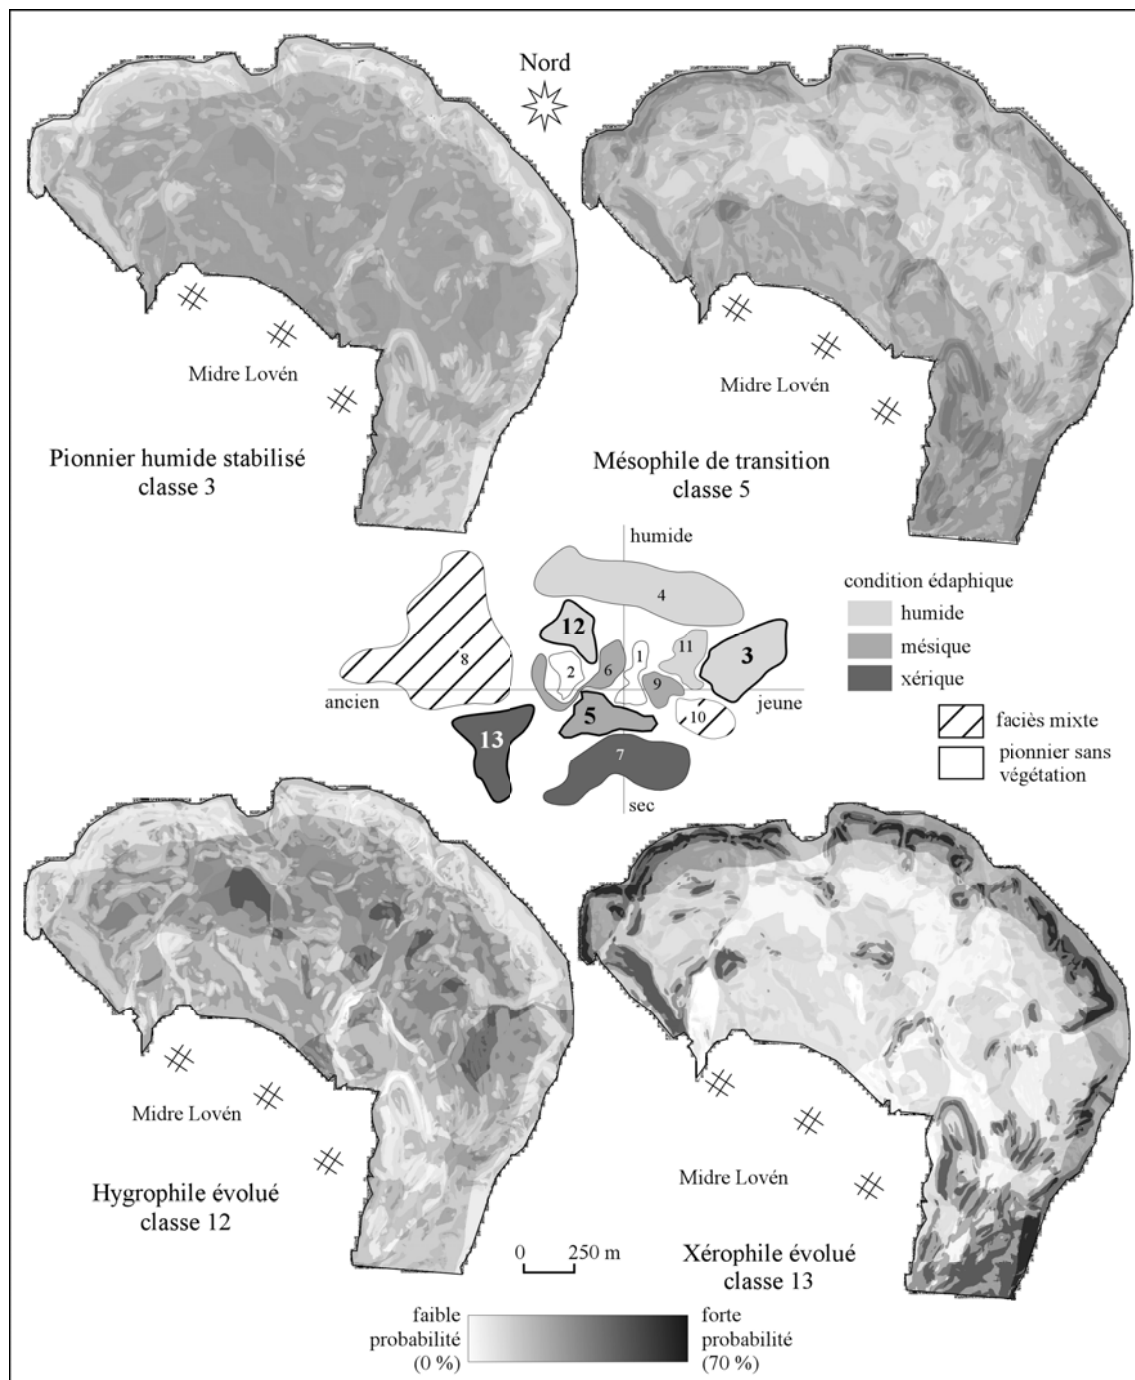 Nord
Midre Lovén
Pionnier humide stabilisé
classe 3
Midre Lovén
Mésophile de transition
classe 5
humide
4
12
8
2
6
1
11
3
9
ancien
jeune
5
10
13
7
sec
condition édaphique
humide
mésique
xérique
faciès mixte
pionnier sans
végétation
Midre Lovén
Hygrophile évolué
classe 12
Midre Lovén
Xérophile évolué
classe 13
0 250 m
faible
probabilité
(0 %)
forte
probabilité
(70 %)